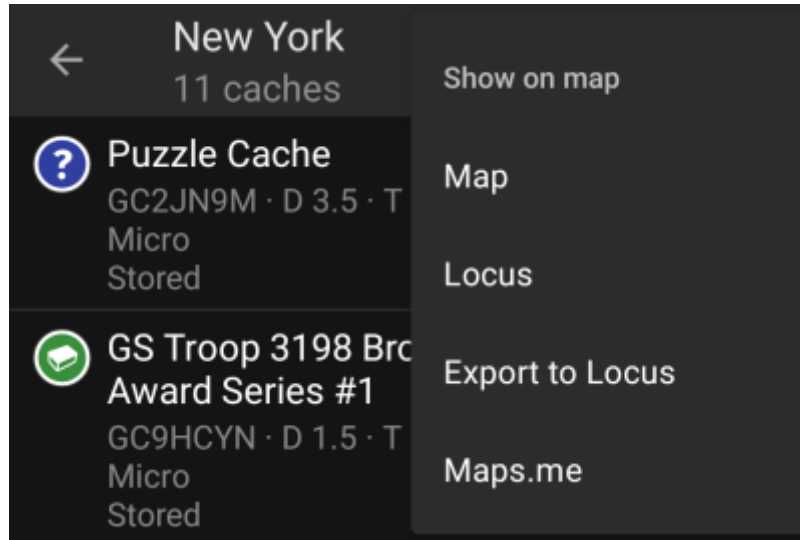 New York
11 caches
Puzzle Cache
GC2JN9M · D 3.5 · T
Micro
Stored
GS Troop 3198 Bro
Award Series #1
GC9HCYN · D 1.5 · T
Micro
Stored
Show on map
Map
Locus
Export to Locus
Maps.me